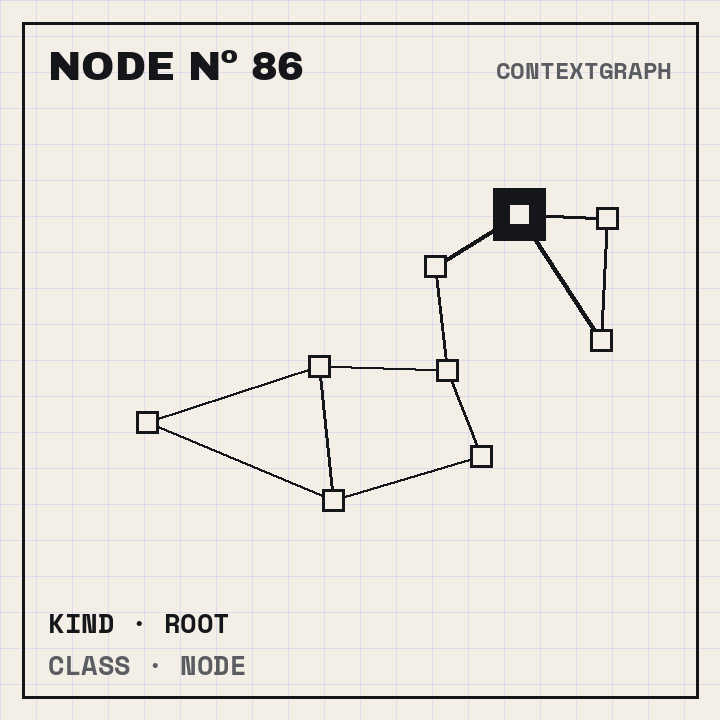 NODE Nº 86
CONTEXTGRAPH
KIND · ROOT
CLASS · NODE